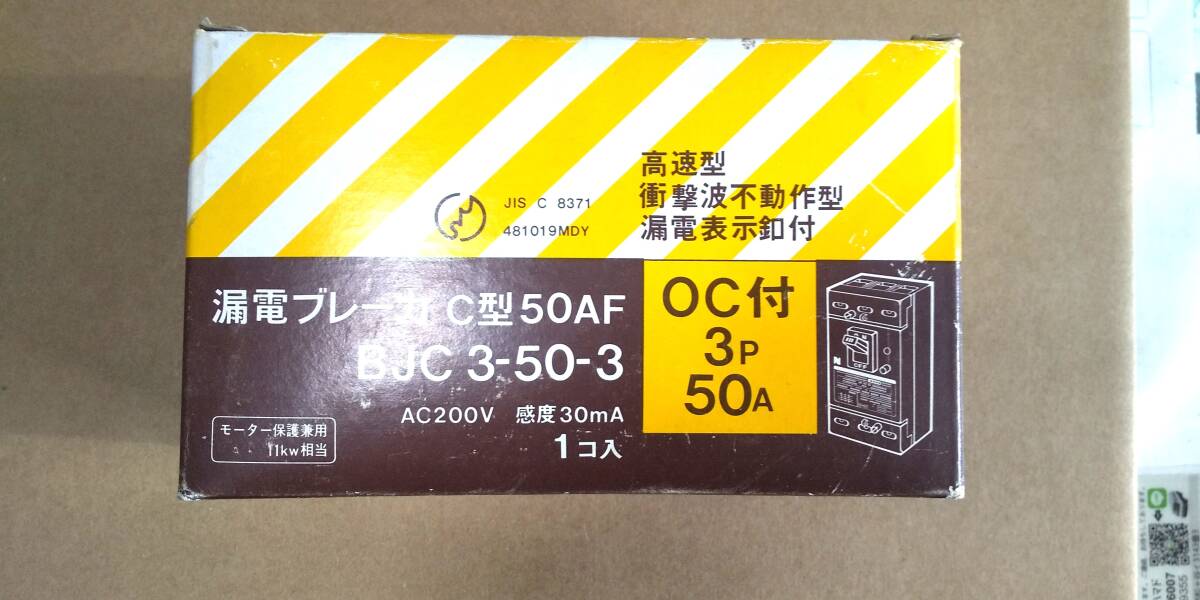 高速型
衝撃波不動作型
漏電表示釦付
JIS C 8371
481019MDY
漏電ブレーカ C型 50AF
BJC 3-50-3
AC200V 感度30mA
1コ入
モーター保護兼用
11kw相当
OC付
3P
50A
OFF